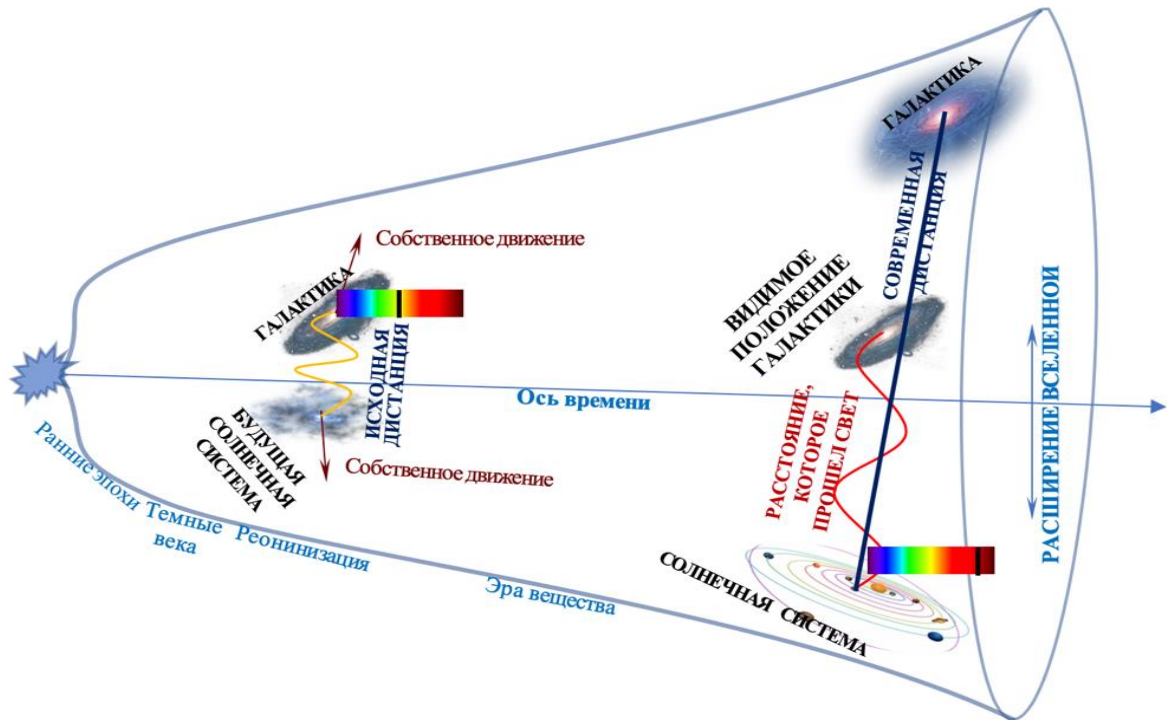 ГАЛАКТИКА
СОВРЕМЕННАЯ
ДИСТАНЦИЯ
Собственное движение
ГАЛАКТИКА
ИСХОДНАЯ
ДИСТАНЦИЯ
ВИДИМОЕ
ПОЛОЖЕНИЕ
ГАЛАКТИКИ
Ось времени
БУДУЩАЯ
СОЛНЕЧНАЯ
СИСТЕМА
Собственное движение
РАССТОЯНИЕ,
КОТОРОЕ
ПРОШЕЛ СВЕТ
РАСШИРЕНИЕ ВСЕЛЕННОЙ
Ранние эпохи
Темные
века
Реонинизация
Эра вещества
СОЛНЕЧНАЯ СИСТЕМА